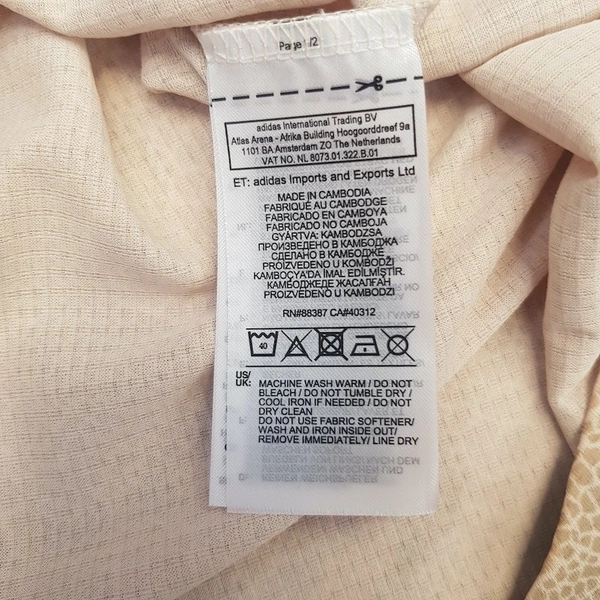 Page 1/2
adidas International Trading BV
Atlas Arena - Afrika Building Hoogoorddreef 9a
1101 BA Amsterdam ZO The Netherlands
VAT NO. NL 8073.01.322.B.01
ET: adidas Imports and Exports Ltd
MADE IN CAMBODIA
FABRIQUÉ AU CAMBODGE
FABRICADO EN CAMBOYA
FABRICADO NO CAMBOJA
GYÁRTVA: KAMBODZSA
ПРОИЗВЕДЕНО В КАМБОДЖА
СДЕЛАНО В КАМБОДЖЕ
PROIZVEDENO U KOMBODŽI
KAMBOÇYA'DA İMAL EDİLMİŞTİR.
КАМБОДЖЕДЕ ЖАСАЛҒАН
PROIZVEDENO U KAMBODZI
RN#88387 CA#40312
40
US/
UK: MACHINE WASH WARM / DO NOT
BLEACH / DO NOT TUMBLE DRY /
COOL IRON IF NEEDED / DO NOT
DRY CLEAN
DO NOT USE FABRIC SOFTENER/
WASH AND IRON INSIDE OUT/
REMOVE IMMEDIATELY/ LINE DRY